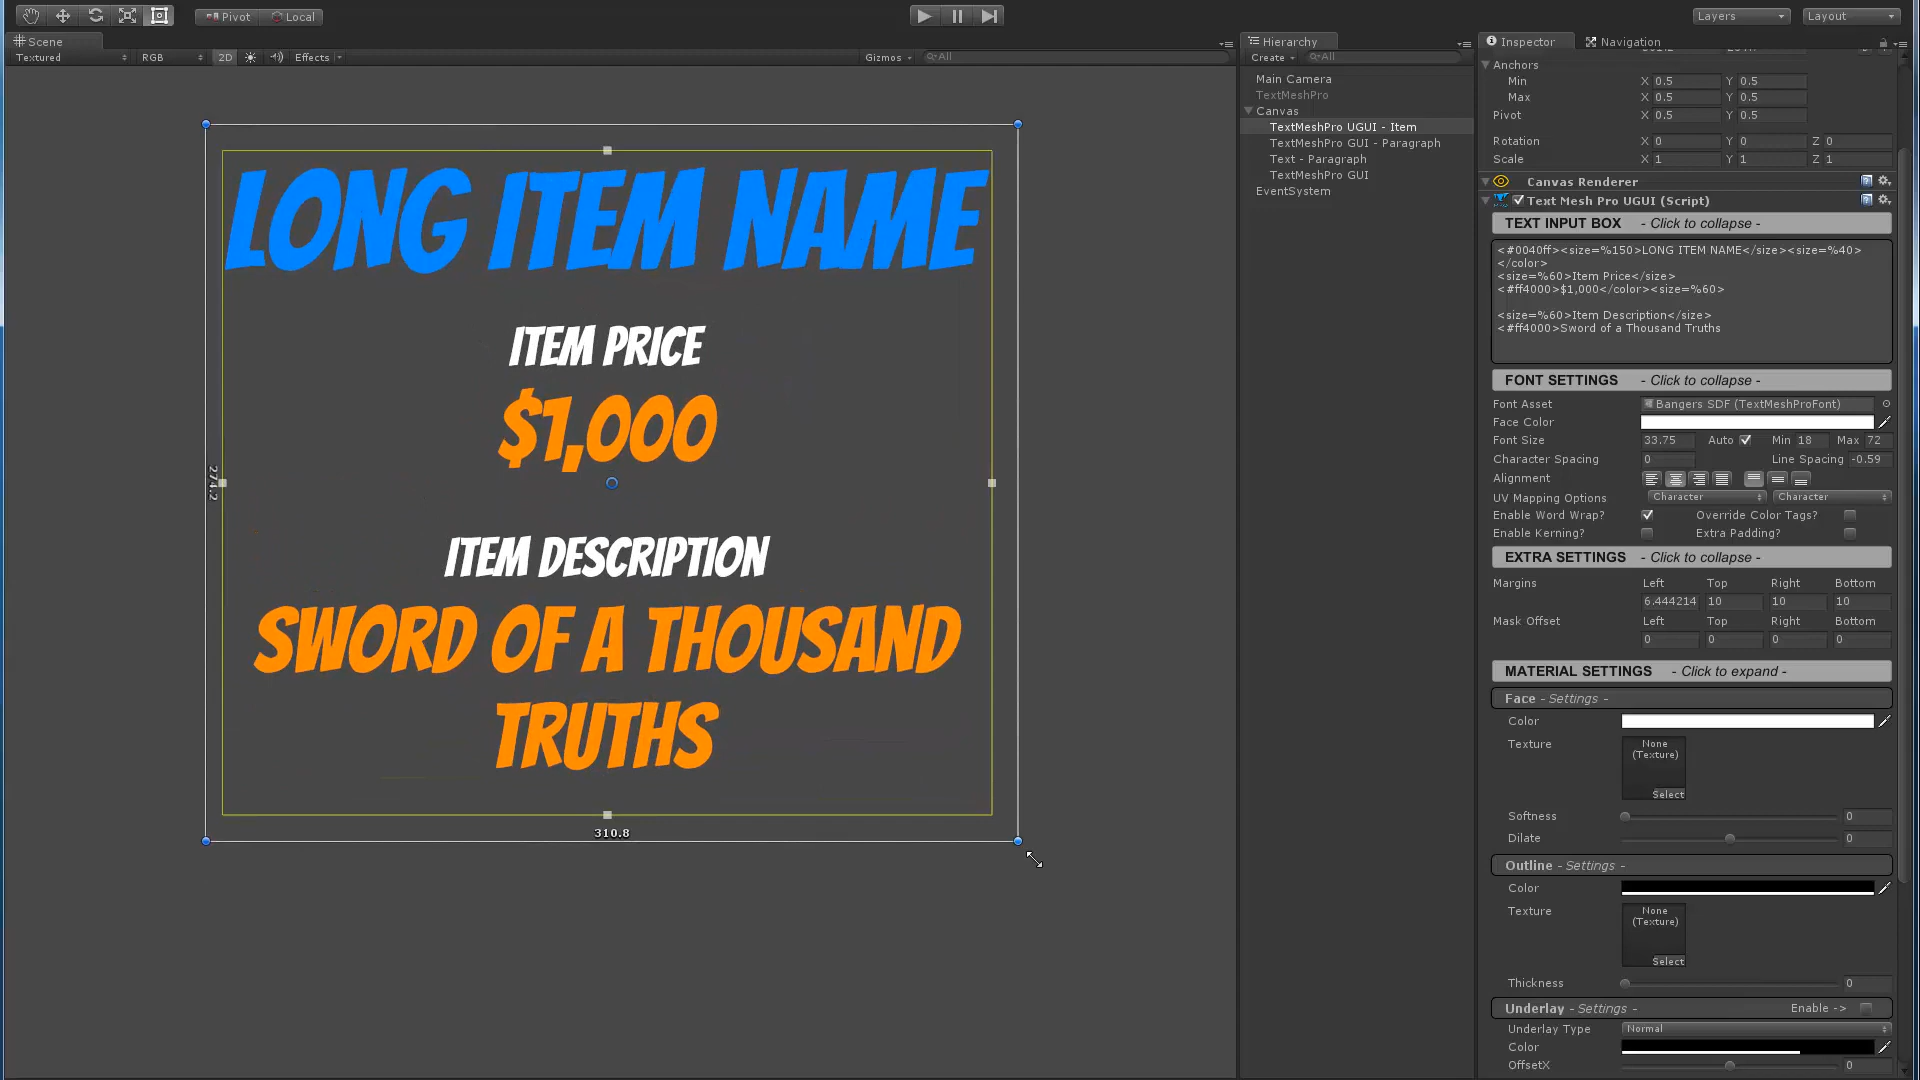 Pivot Local Layers Layout
Scene
Textured RGB 2D Effects Gizmos All
LONG ITEM NAME
ITEM PRICE
$1,000
ITEM DESCRIPTION
SWORD OF A THOUSAND
TRUTHS
274.2
310.8
Hierarchy
Create All
Main Camera
TextMeshPro
Canvas
TextMeshPro UGUI - Item
TextMeshPro GUI - Paragraph
Text - Paragraph
TextMeshPro GUI
EventSystem
Inspector Navigation
Anchors
Min X 0.5 Y 0.5
Max X 0.5 Y 0.5
Pivot X 0.5 Y 0.5
Rotation X 0 Y 0 Z 0
Scale X 1 Y 1 Z 1
Canvas Renderer
Text Mesh Pro UGUI (Script)
TEXT INPUT BOX - Click to collapse -
<#0040ff><size=%150>LONG ITEM NAME</size><size=%40>
</color>
<size=%60>Item Price</size>
<#ff4000>$1,000</color><size=%60>
<size=%60>Item Description</size>
<#ff4000>Sword of a Thousand Truths
FONT SETTINGS - Click to collapse -
Font Asset Bangers SDF (TextMeshProFont)
Face Color
Font Size 33.75 Auto Min 18 Max 72
Character Spacing 0 Line Spacing -0.59
Alignment
UV Mapping Options Character Character
Enable Word Wrap? Override Color Tags?
Enable Kerning? Extra Padding?
EXTRA SETTINGS - Click to collapse -
Margins Left Top Right Bottom
6.444214 10 10 10
Mask Offset Left Top Right Bottom
0 0 0 0
MATERIAL SETTINGS - Click to expand -
Face - Settings -
Color
Texture None
(Texture)
Select
Softness 0
Dilate 0
Outline - Settings -
Color
Texture None
(Texture)
Select
Thickness 0
Underlay - Settings - Enable ->
Underlay Type Normal
Color
OffsetX 0